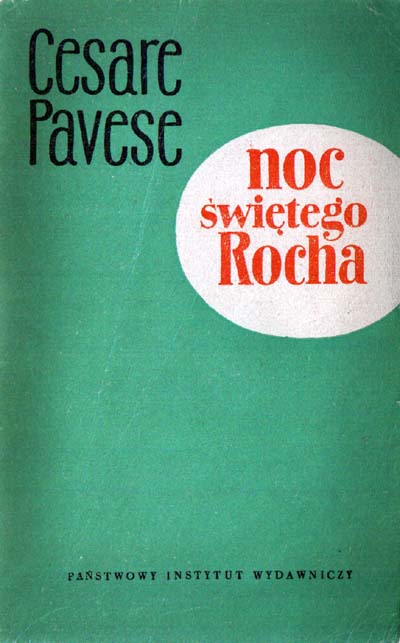 Cesare
Pavese
noc
świętego
Rocha
PAŃSTWOWY INSTYTUT WYDAWNICZY